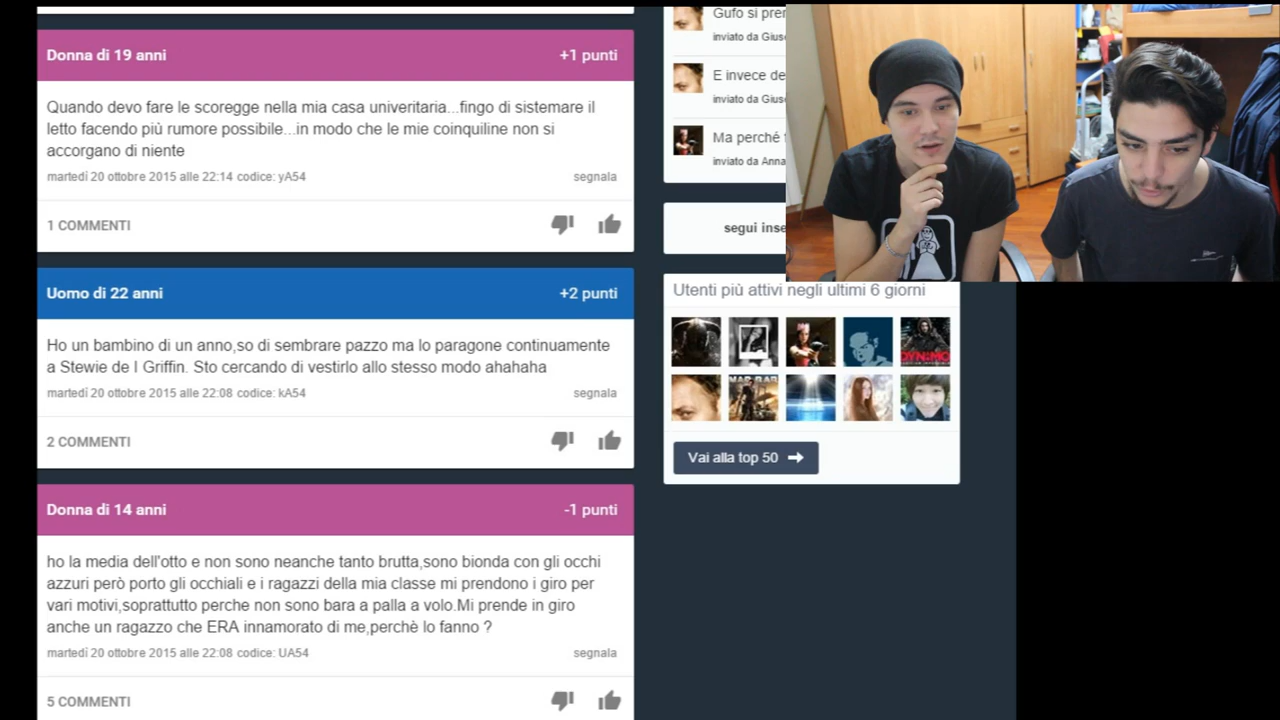 Donna di 19 anni
+1 punti
Quando devo fare le scoregge nella mia casa univeritaria...fingo di sistemare il
letto facendo più rumore possibile...in modo che le mie coinquiline non si
accorgano di niente
martedì 20 ottobre 2015 alle 22:14 codice: yA54
segnala
1 COMMENTI
Uomo di 22 anni
+2 punti
Ho un bambino di un anno,so di sembrare pazzo ma lo paragone continuamente
a Stewie de I Griffin. Sto cercando di vestirlo allo stesso modo ahahaha
martedì 20 ottobre 2015 alle 22:08 codice: kA54
segnala
2 COMMENTI
Donna di 14 anni
-1 punti
ho la media dell'otto e non sono neanche tanto brutta,sono bionda con gli occhi
azzuri però porto gli occhiali e i ragazzi della mia classe mi prendono i giro per
vari motivi,soprattutto perche non sono bara a palla a volo.Mi prende in giro
anche un ragazzo che ERA innamorato di me,perchè lo fanno ?
martedì 20 ottobre 2015 alle 22:08 codice: UA54
segnala
5 COMMENTI
Gufo si prer
inviato da Gius
E invece de
inviato da Gius
Ma perché
inviato da Anna
segui inse
Utenti più attivi negli ultimi 6 giorni
DYNAMO
MAD MAX
Vai alla top 50